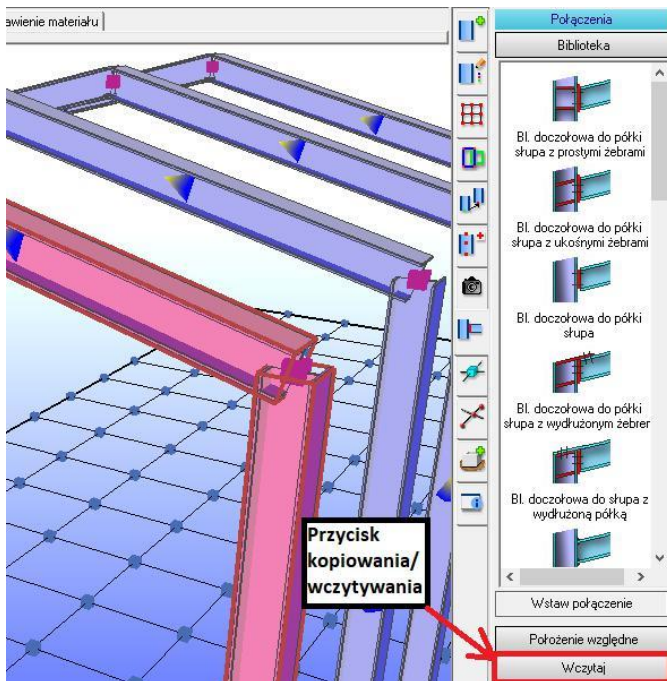 awienie materiału
Połączenia
Biblioteka
Bl. doczołowa do półki
słupa z prostymi żebrami
Bl. doczołowa do półki
słupa z ukośnymi żebrami
Bl. doczołowa do półki
słupa
Bl. doczołowa do półki
słupa z wydłużonym żebrer
Bl. doczołowa do słupa z
wydłużoną półką
Przycisk
kopiowania/
wczytywania
Wstaw połączenie
Położenie względne
Wczytaj